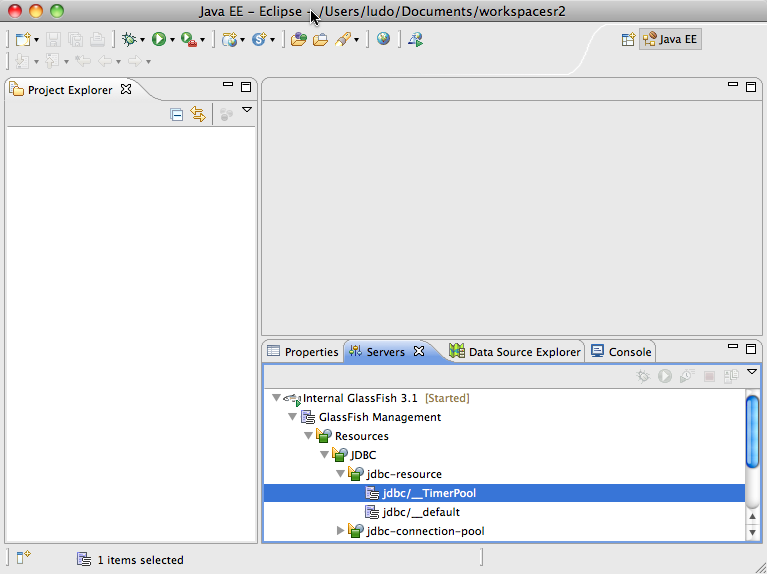 Java EE – Eclipse – /Users/ludo/Documents/workspacesr2
Java EE
Project Explorer
Properties
Servers
Data Source Explorer
Console
Internal GlassFish 3.1 [Started]
GlassFish Management
Resources
JDBC
jdbc-resource
jdbc/__TimerPool
jdbc/__default
jdbc-connection-pool
1 items selected